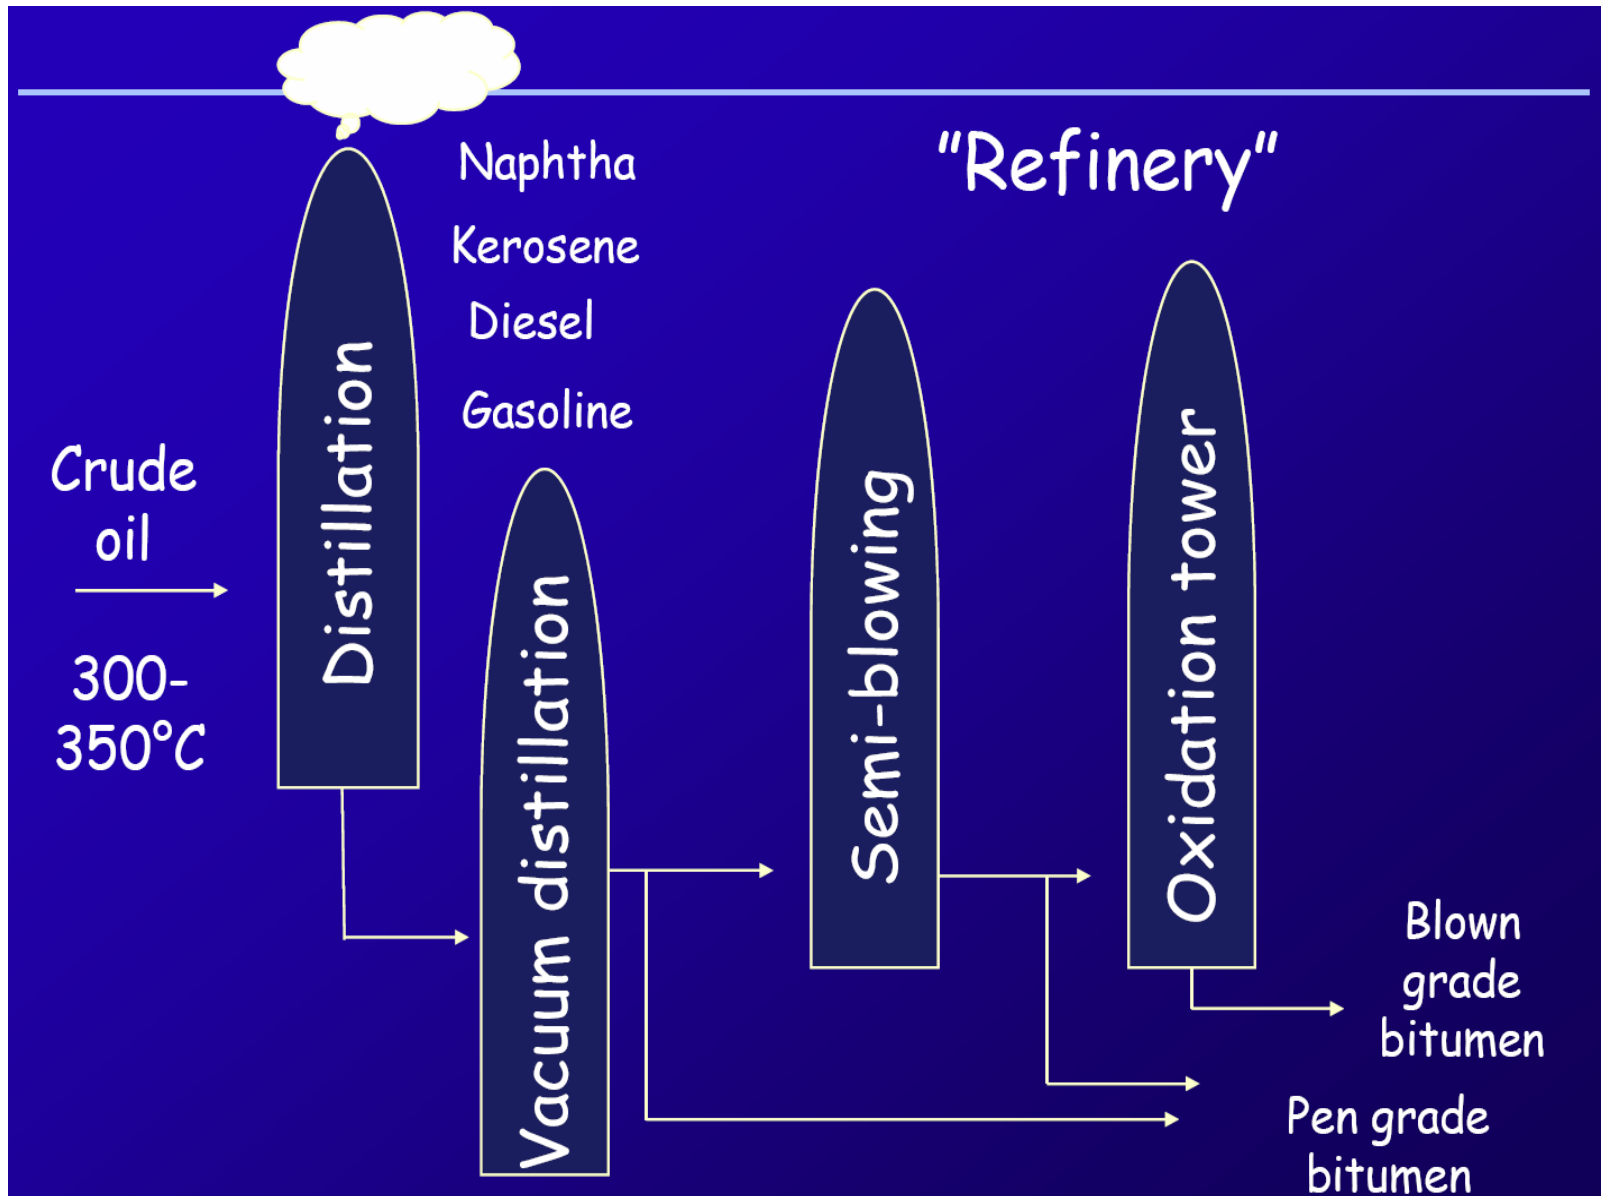 "Refinery"
Naphtha
Kerosene
Diesel
Gasoline
Crude
oil
300-
350°C
Distillation
Vacuum distillation
Semi-blowing
Oxidation tower
Blown
grade
bitumen
Pen grade
bitumen